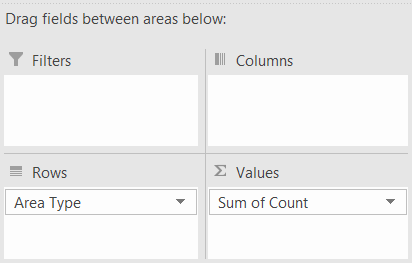 Drag fields between areas below:
Filters
Columns
Rows
Values
Area Type
Sum of Count